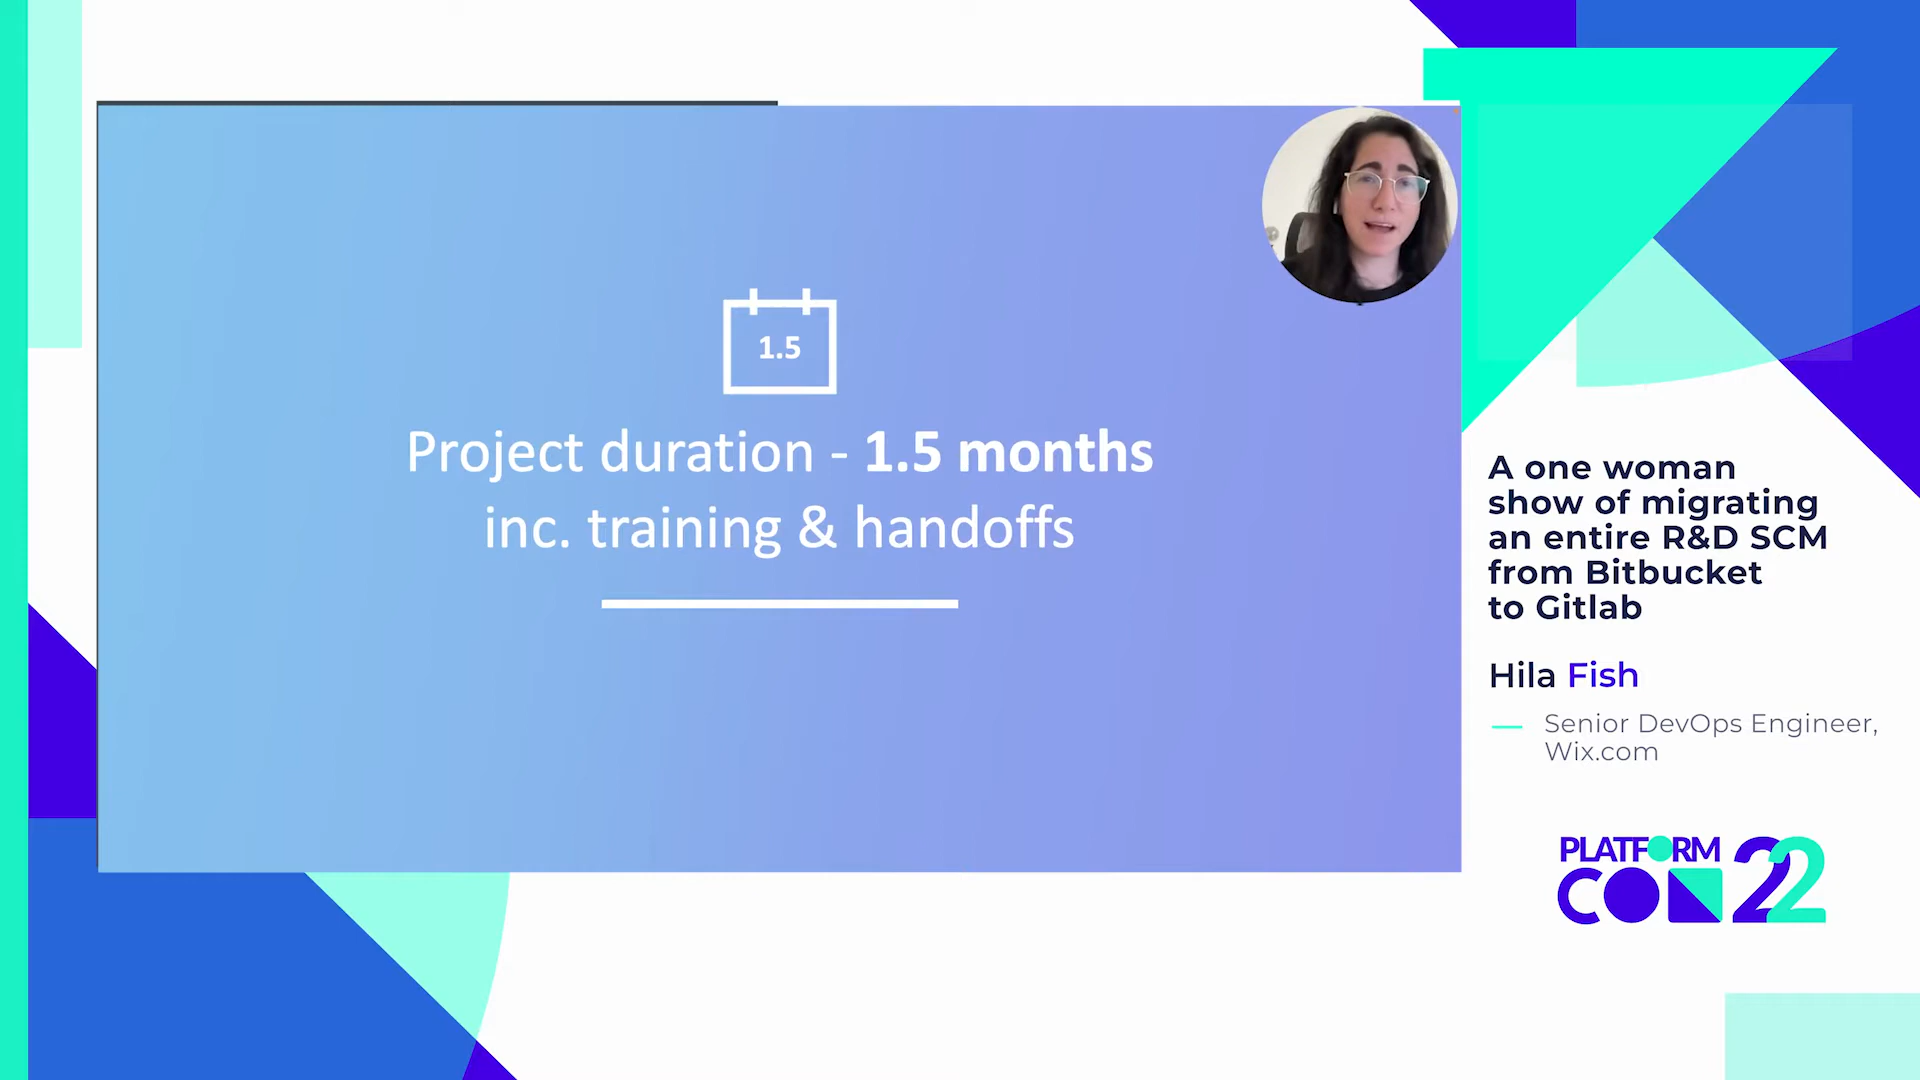 1.5
Project duration - 1.5 months
inc. training & handoffs
A one woman
show of migrating
an entire R&D SCM
from Bitbucket
to Gitlab
Hila Fish
Senior DevOps Engineer,
Wix.com
PLATFORM
CON 22